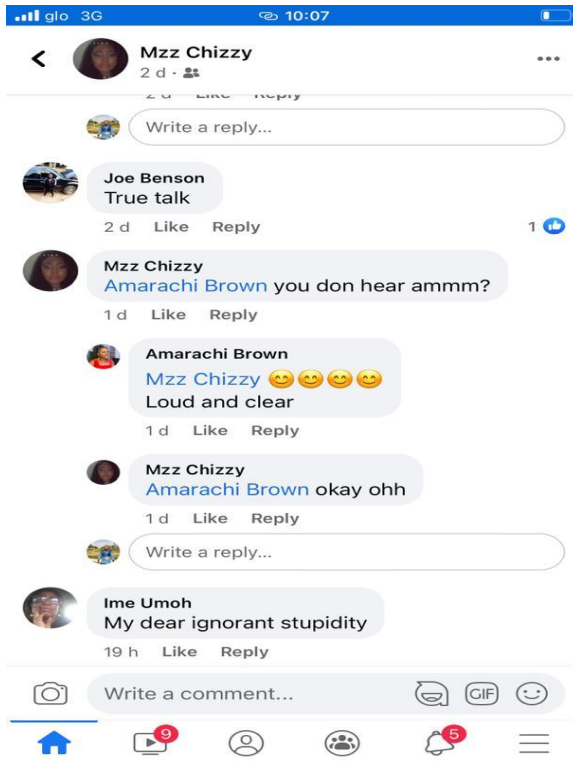 glo 3G 10:07
Mzz Chizzy
2 d ·
2 d Like Reply
Write a reply...
Joe Benson
True talk
2 d Like Reply 1
Mzz Chizzy
Amarachi Brown you don hear ammm?
1 d Like Reply
Amarachi Brown
Mzz Chizzy 😊😊😊😊
Loud and clear
1 d Like Reply
Mzz Chizzy
Amarachi Brown okay ohh
1 d Like Reply
Write a reply...
Ime Umoh
My dear ignorant stupidity
19 h Like Reply
Write a comment... GIF
9 5